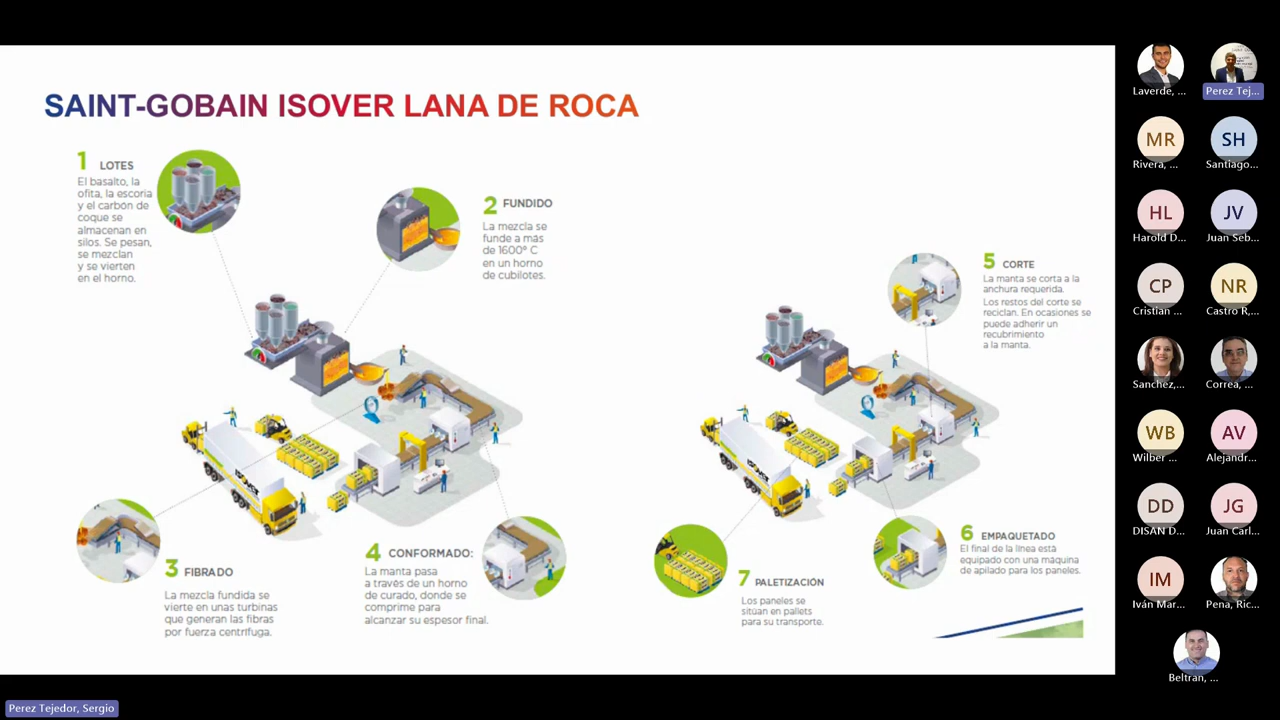 SAINT-GOBAIN ISOVER LANA DE ROCA
1 LOTES
El basalto, la
ofita, la escoria
y el carbón de
coque se
almacenan en
silos. Se pesan,
se mezclan
y se vierten
en el horno.
2 FUNDIDO
La mezcla se
funde a más
de 1600º C
en un horno
de cubilotes.
3 FIBRADO
La mezcla fundida se
vierte en unas turbinas
que generan las fibras
por fuerza centrífuga.
4 CONFORMADO:
La manta pasa
a través de un horno
de curado, donde se
comprime para
alcanzar su espesor final.
5 CORTE
La manta se corta a la
anchura requerida.
Los restos del corte se
reciclan. En ocasiones se
puede adherir un
recubrimiento
a la manta.
6 EMPAQUETADO
El final de la línea está
equipado con una máquina
de apilado para los paneles.
7 PALETIZACIÓN
Los paneles se
sitúan en pallets
para su transporte.
ISOVER
Laverde, ...
Perez Tej...
MR
Rivera, ...
SH
Santiago...
HL
Harold D...
JV
Juan Seb...
CP
Cristian ...
NR
Castro R,...
Sanchez,...
Correa, ...
WB
Wilber ...
AV
Alejandr...
DD
DISAN D...
JG
Juan Carl...
IM
Iván Mar...
Pena, Ric...
Beltran, ...
Perez Tejedor, Sergio